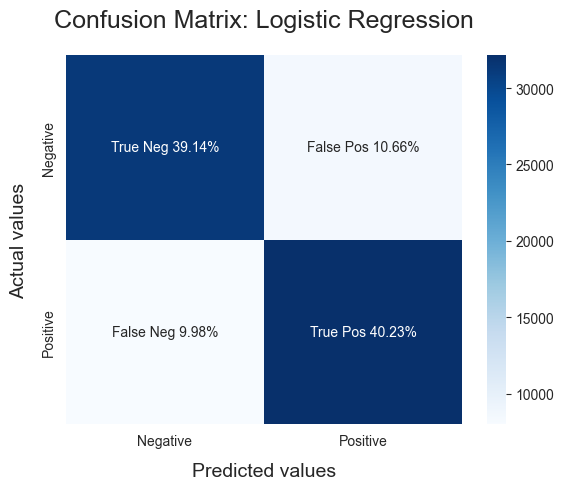 Confusion Matrix: Logistic Regression
Actual values
Negative
Positive
True Neg 39.14%
False Pos 10.66%
False Neg 9.98%
True Pos 40.23%
Negative
Positive
Predicted values
30000
25000
20000
15000
10000